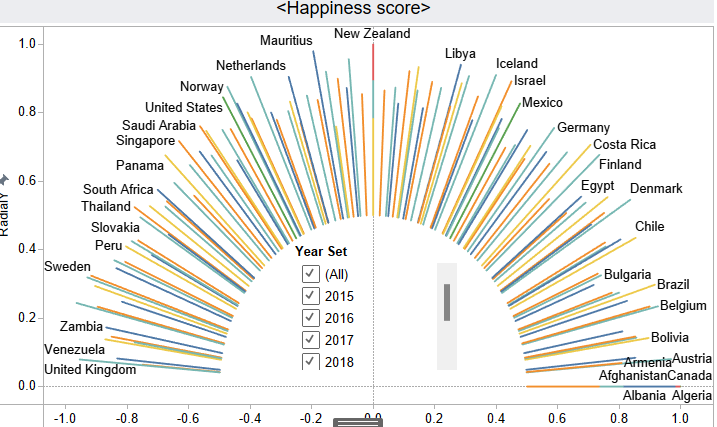 <Happiness score>
New Zealand
Mauritius
Libya
Netherlands
Iceland
Israel
Norway
Mexico
United States
Saudi Arabia
Germany
Singapore
Costa Rica
Panama
Finland
South Africa
Egypt
Denmark
Thailand
Slovakia
Chile
Peru
Sweden
Bulgaria
Brazil
Belgium
Zambia
Bolivia
Venezuela
Austria
Armenia
United Kingdom
Afghanistan
Canada
Albania
Algeria
Year Set
(All)
2015
2016
2017
2018
RadialY
1.0
0.8
0.6
0.4
0.2
0.0
-1.0 -0.8 -0.6 -0.4 -0.2 0.0 0.2 0.4 0.6 0.8 1.0